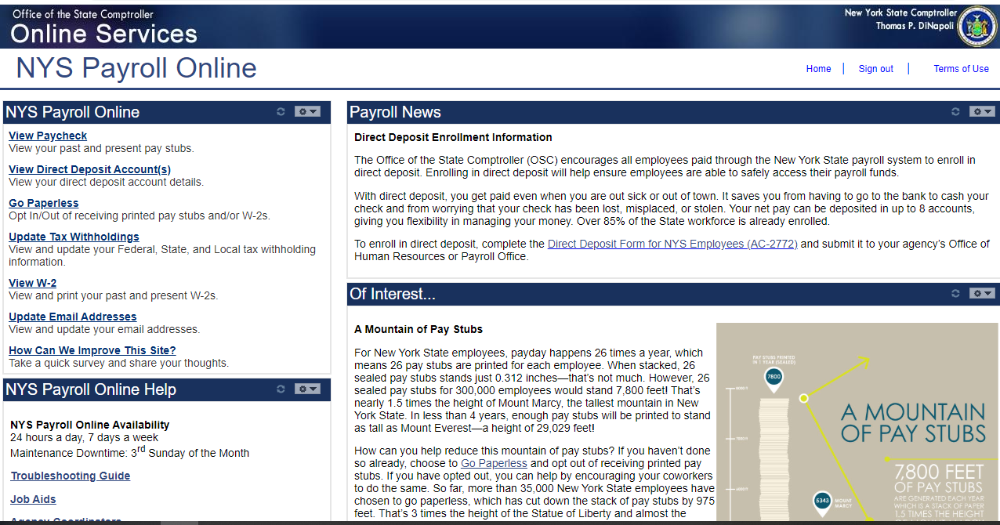 Office of the State Comptroller
Online Services
New York State Comptroller
Thomas P. DiNapoli
NYS Payroll Online
Home
Sign out
Terms of Use
NYS Payroll Online
View Paycheck
View your past and present pay stubs.
View Direct Deposit Account(s)
View your direct deposit account details.
Go Paperless
Opt In/Out of receiving printed pay stubs and/or W-2s.
Update Tax Withholdings
View and update your Federal, State, and Local tax withholding
information.
View W-2
View and print your past and present W-2s.
Update Email Addresses
View and update your email addresses.
How Can We Improve This Site?
Take a quick survey and share your thoughts.
NYS Payroll Online Help
NYS Payroll Online Availability
24 hours a day, 7 days a week
Maintenance Downtime: 3rd Sunday of the Month
Troubleshooting Guide
Job Aids
Agency Coordinators
Payroll News
Direct Deposit Enrollment Information
The Office of the State Comptroller (OSC) encourages all employees paid through the New York State payroll system to enroll in
direct deposit. Enrolling in direct deposit will help ensure employees are able to safely access their payroll funds.
With direct deposit, you get paid even when you are out sick or out of town. It saves you from having to go to the bank to cash your
check and from worrying that your check has been lost, misplaced, or stolen. Your net pay can be deposited in up to 8 accounts,
giving you flexibility in managing your money. Over 85% of the State workforce is already enrolled.
To enroll in direct deposit, complete the Direct Deposit Form for NYS Employees (AC-2772) and submit it to your agency's Office of
Human Resources or Payroll Office.
Of Interest...
A Mountain of Pay Stubs
For New York State employees, payday happens 26 times a year, which
means 26 pay stubs are printed for each employee. When stacked, 26
sealed pay stubs stands just 0.312 inches—that's not much. However, 26
sealed pay stubs for 300,000 employees would stand 7,800 feet! That's
nearly 1.5 times the height of Mount Marcy, the tallest mountain in New
York State. In less than 4 years, enough pay stubs will be printed to stand
as tall as Mount Everest—a height of 29,029 feet!
How can you help reduce this mountain of pay stubs? If you haven't done
so already, choose to Go Paperless and opt out of receiving printed pay
stubs. If you have opted out, you can help by encouraging your coworkers
to do the same. So far, more than 35,000 New York State employees have
chosen to go paperless, which has cut down the stack of pay stubs by 975
feet. That's 3 times the height of the Statue of Liberty and almost the
PAY STUBS PRINTED
IN 1 YEAR (SEALED)
7800
8000 ft
7000 ft
6000 ft
5343
MOUNT
MARCY
A MOUNTAIN
OF PAY STUBS
7,800 FEET
OF PAY STUBS
ARE GENERATED EACH YEAR
WHICH IS A STACK OF PAPER
1.5 TIMES THE HEIGHT